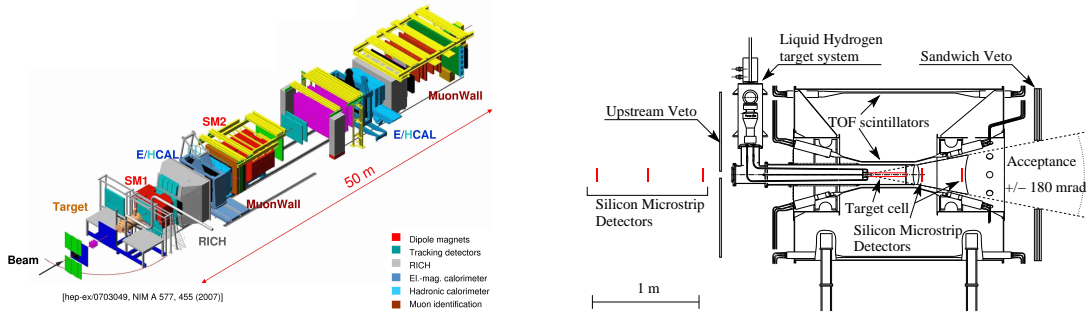 MuonWall
SM2
E/HCAL
E/HCAL
50 m
SM1
MuonWall
Target
RICH
Beam
Dipole magnets
Tracking detectors
RICH
El.-mag. calorimeter
Hadronic calorimeter
Muon identification
[hep-ex/0703049, NIM A 577, 455 (2007)]
Liquid Hydrogen
target system
Sandwich Veto
Upstream Veto
TOF scintillators
Acceptance
+/− 180 mrad
Silicon Microstrip
Detectors
Target cell
Silicon Microstrip
Detectors
1 m